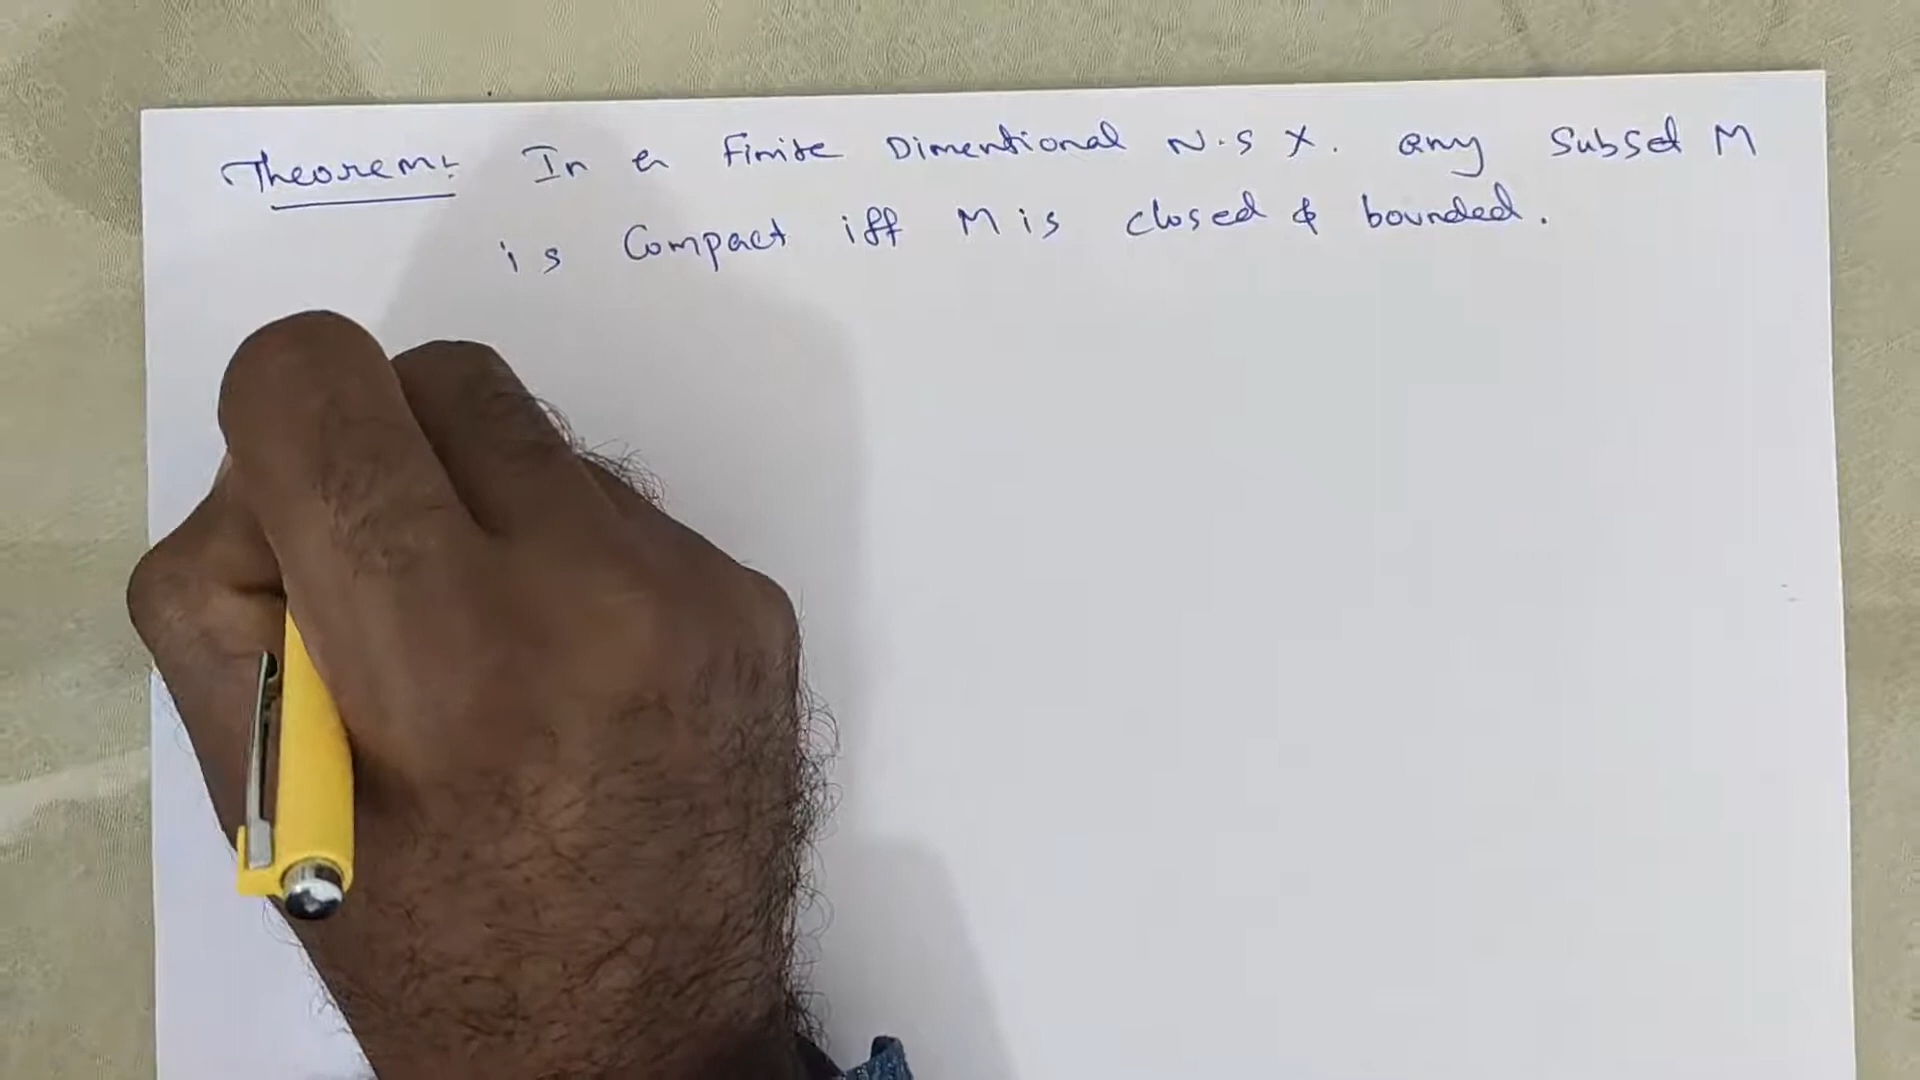 Theorem: In a Finite Dimentional N.S X. any Subset M
is Compact iff M is closed & bounded.